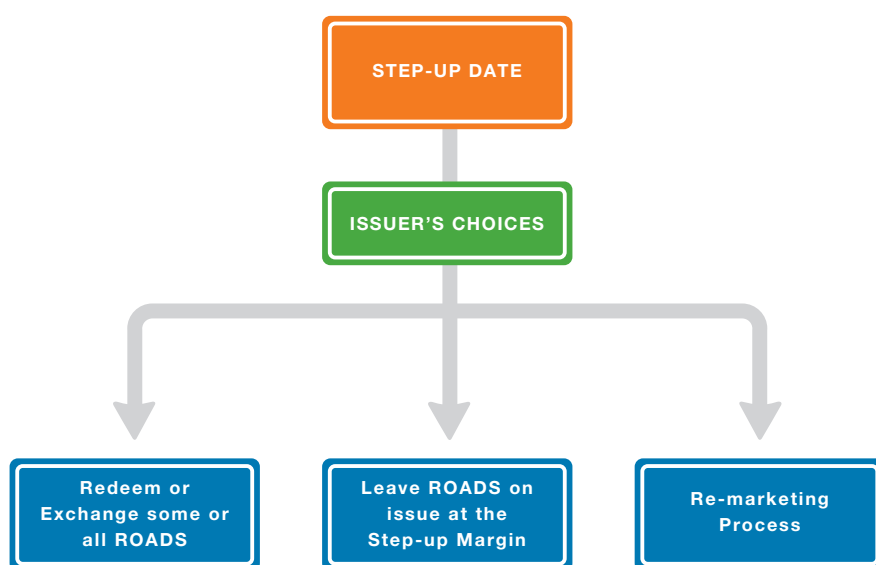 STEP-UP DATE
ISSUER’S CHOICES
Redeem or
Exchange some or
all ROADS
Leave ROADS on
issue at the
Step-up Margin
Re-marketing
Process